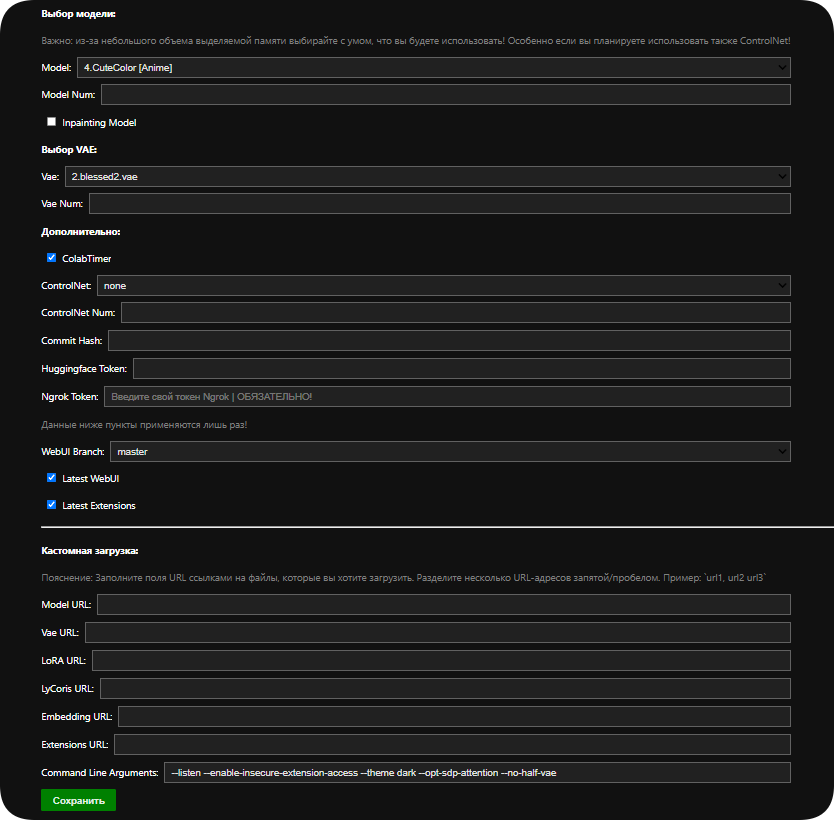 Выбор модели:
Важно: из-за небольшого объема выделяемой памяти выбирайте с умом, что вы будете использовать! Особенно если вы планируете использовать также ControlNet!
Model: 4.CuteColor [Anime]
Model Num:
Inpainting Model
Выбор VAE:
Vae: 2.blessed2.vae
Vae Num:
Дополнительно:
ColabTimer
ControlNet: none
ControlNet Num:
Commit Hash:
Huggingface Token:
Ngrok Token: Введите свой токен Ngrok | ОБЯЗАТЕЛЬНО!
Данные ниже пункты применяются лишь раз!
WebUI Branch: master
Latest WebUI
Latest Extensions
Кастомная загрузка:
Пояснение: Заполните поля URL ссылками на файлы, которые вы хотите загрузить. Разделите несколько URL-адресов запятой/пробелом. Пример: `url1, url2 url3`
Model URL:
Vae URL:
LoRA URL:
LyCoris URL:
Embedding URL:
Extensions URL:
Command Line Arguments: --listen --enable-insecure-extension-access --theme dark --opt-sdp-attention --no-half-vae
Сохранить